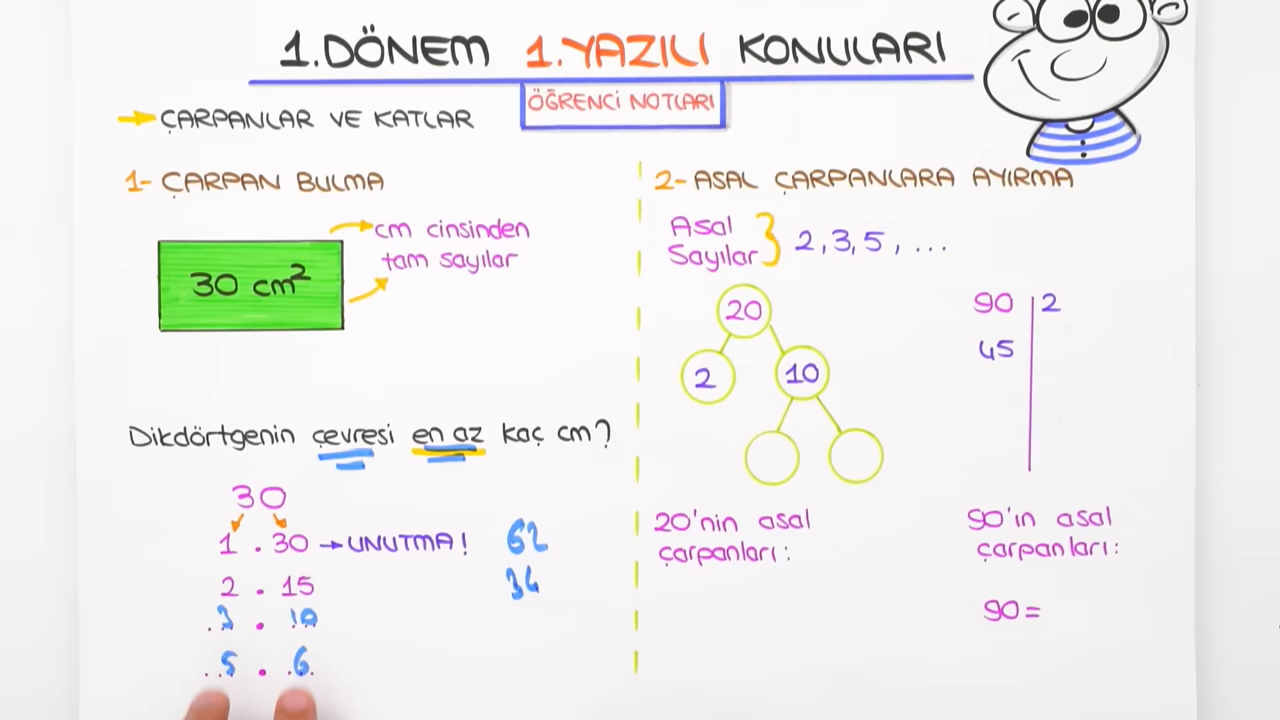 1.DÖNEM 1.YAZILI KONULARI
ÖĞRENCİ NOTLARI
ÇARPANLAR VE KATLAR
1- ÇARPAN BULMA
cm cinsinden
tam sayılar
30 cm²
Dikdörtgenin çevresi en az kaç cm?
30
1 . 30 → UNUTMA! 62
2 . 15 34
3 . 10
5 . 6
2- ASAL ÇARPANLARA AYIRMA
Asal
Sayılar } 2, 3, 5, ...
20
2 10
90 | 2
45
20'nin asal
çarpanları:
90'ın asal
çarpanları:
90=